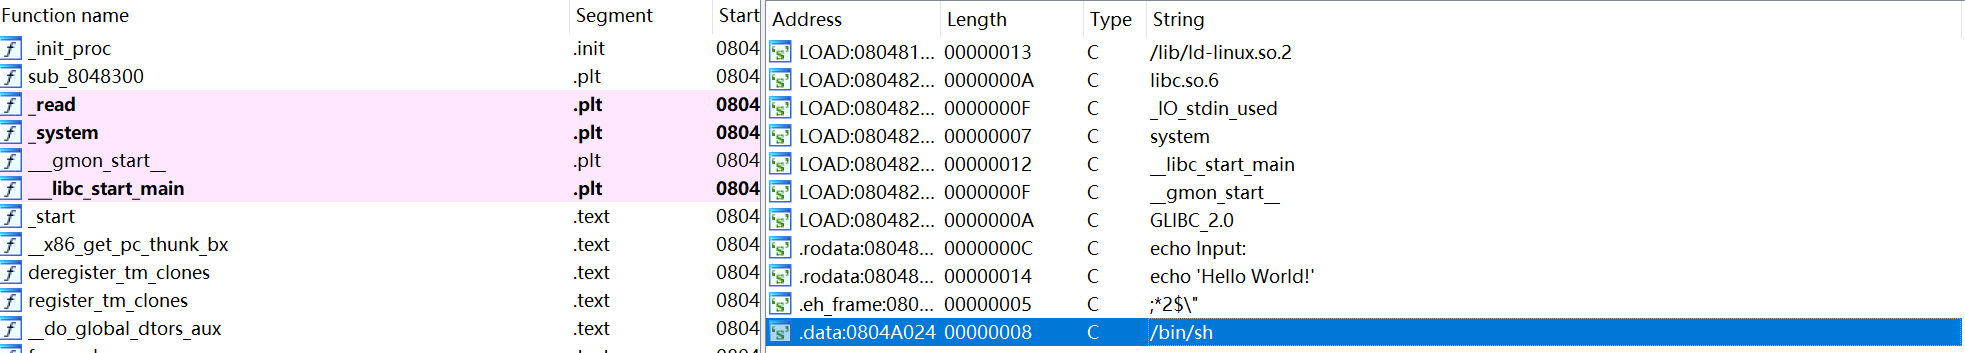 Function name Segment Start
_init_proc .init 0804
sub_8048300 .plt 0804
_read .plt 0804
_system .plt 0804
___gmon_start__ .plt 0804
___libc_start_main .plt 0804
_start .text 0804
__x86_get_pc_thunk_bx .text 0804
deregister_tm_clones .text 0804
register_tm_clones .text 0804
__do_global_dtors_aux .text 0804
Address Length Type String
LOAD:080481... 00000013 C /lib/ld-linux.so.2
LOAD:080482... 0000000A C libc.so.6
LOAD:080482... 0000000F C _IO_stdin_used
LOAD:080482... 00000007 C system
LOAD:080482... 00000012 C __libc_start_main
LOAD:080482... 0000000F C __gmon_start__
LOAD:080482... 0000000A C GLIBC_2.0
.rodata:08048... 0000000C C echo Input:
.rodata:08048... 00000014 C echo 'Hello World!'
.eh_frame:080... 00000005 C ;*2$\"
.data:0804A024 00000008 C /bin/sh